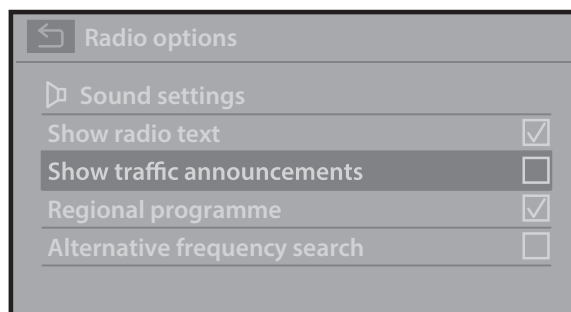 Radio options
Sound settings
Show radio text
Show traffic announcements
Regional programme
Alternative frequency search